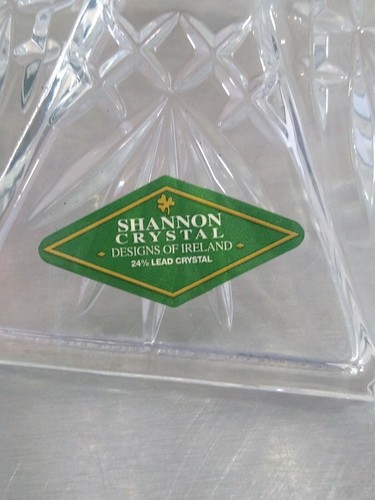 SHANNON
CRYSTAL
DESIGNS OF IRELAND
24% LEAD CRYSTAL